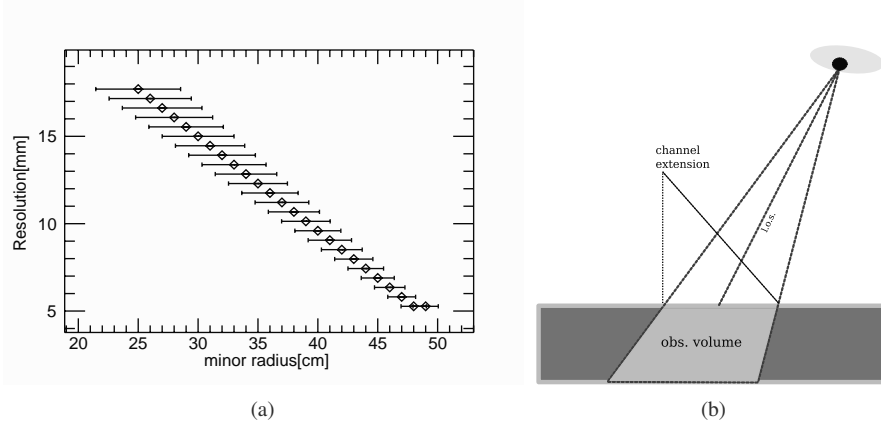 Resolution[mm]
15
10
5
20 25 30 35 40 45 50
minor radius[cm]
(a)
channel
extension
l.o.s.
obs. volume
(b)